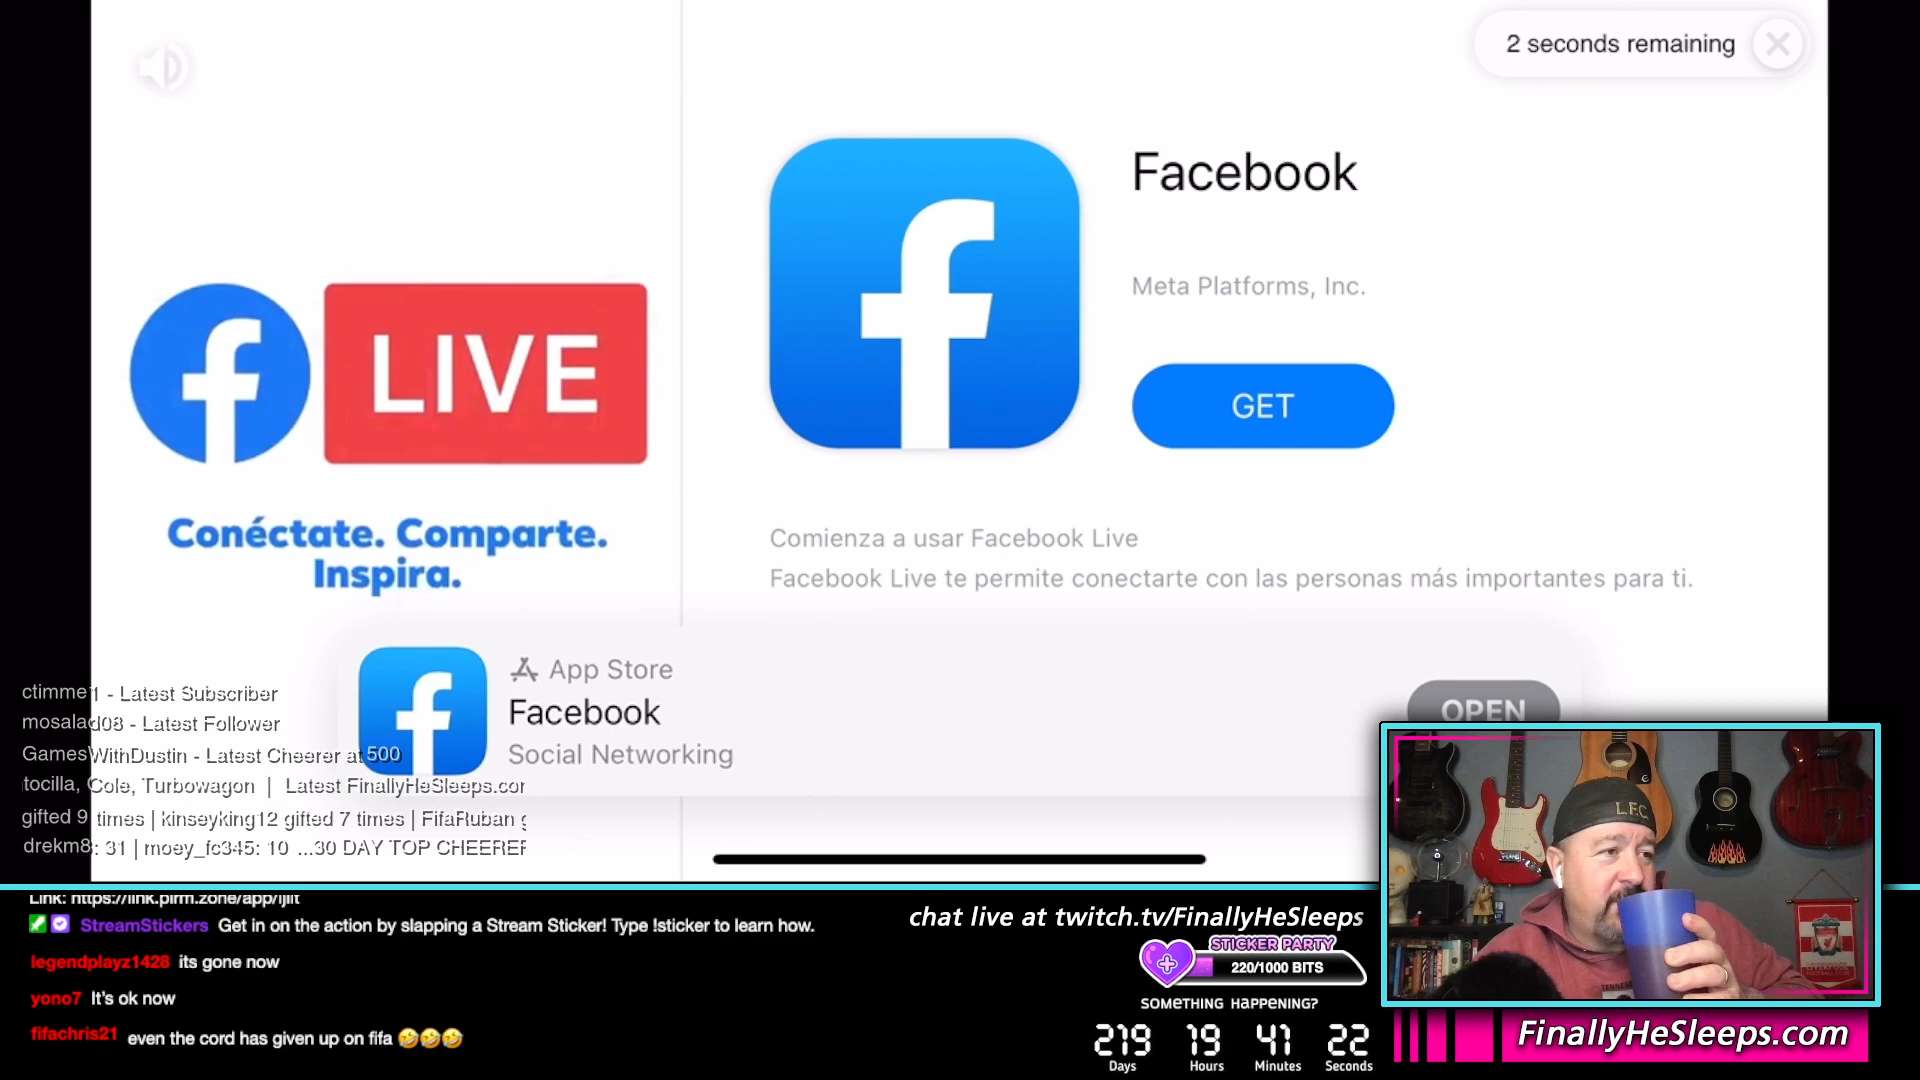 2 seconds remaining
Facebook
Meta Platforms, Inc.
GET
LIVE
Conéctate. Comparte.
Inspira.
Comienza a usar Facebook Live
Facebook Live te permite conectarte con las personas más importantes para ti.
App Store
Facebook
Social Networking
OPEN
ctimme1 - Latest Subscriber
mosalad08 - Latest Follower
GamesWithDustin - Latest Cheerer at 500
tocilla, Cole, Turbowagon | Latest FinallyHeSleeps.com
gifted 9 times | kinseyking12 gifted 7 times | FifaRuban g
drekm8: 31 | moey_fc345: 10 ...30 DAY TOP CHEERER
Link: https://link.plrm.zone/app/
StreamStickers Get in on the action by slapping a Stream Sticker! Type !sticker to learn how.
legendplayz1428 its gone now
yono7 It's ok now
fifachris21 even the cord has given up on fifa 🤣🤣🤣
chat live at twitch.tv/FinallyHeSleeps
STICKER PARTY
220/1000 BITS
SOMETHING HAPPENING?
219 19 41 22
Days Hours Minutes Seconds
L.F.C.
FinallyHeSleeps.com